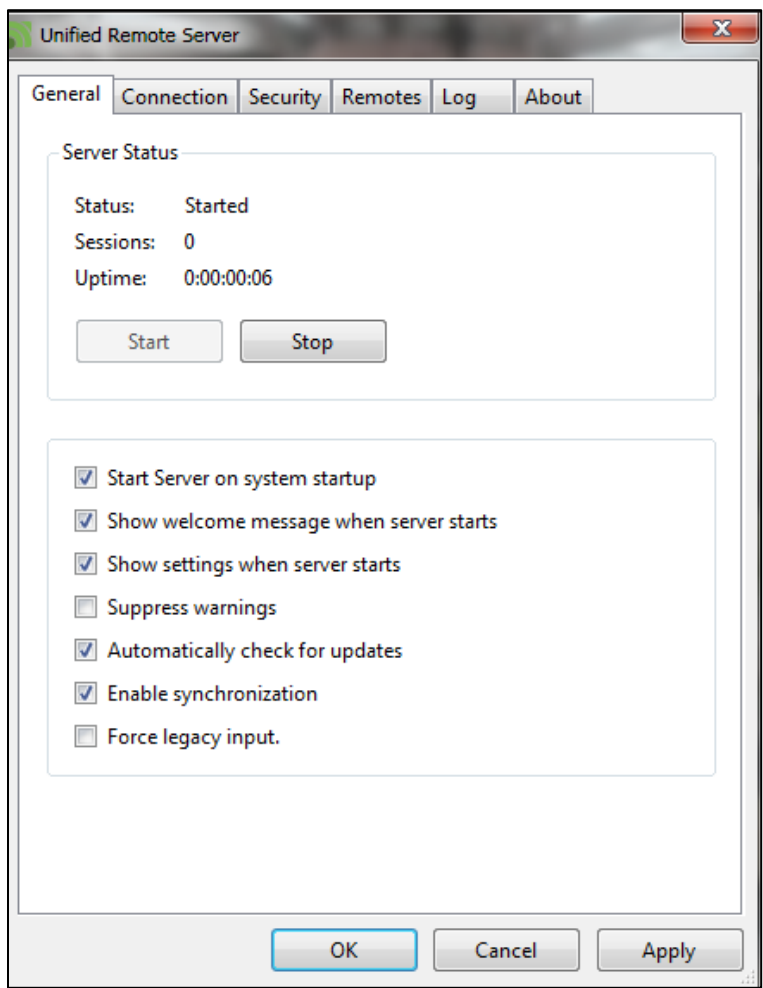 Unified Remote Server
General Connection Security Remotes Log About
Server Status
Status: Started
Sessions: 0
Uptime: 0:00:00:06
Start Stop
Start Server on system startup
Show welcome message when server starts
Show settings when server starts
Suppress warnings
Automatically check for updates
Enable synchronization
Force legacy input.
OK Cancel Apply